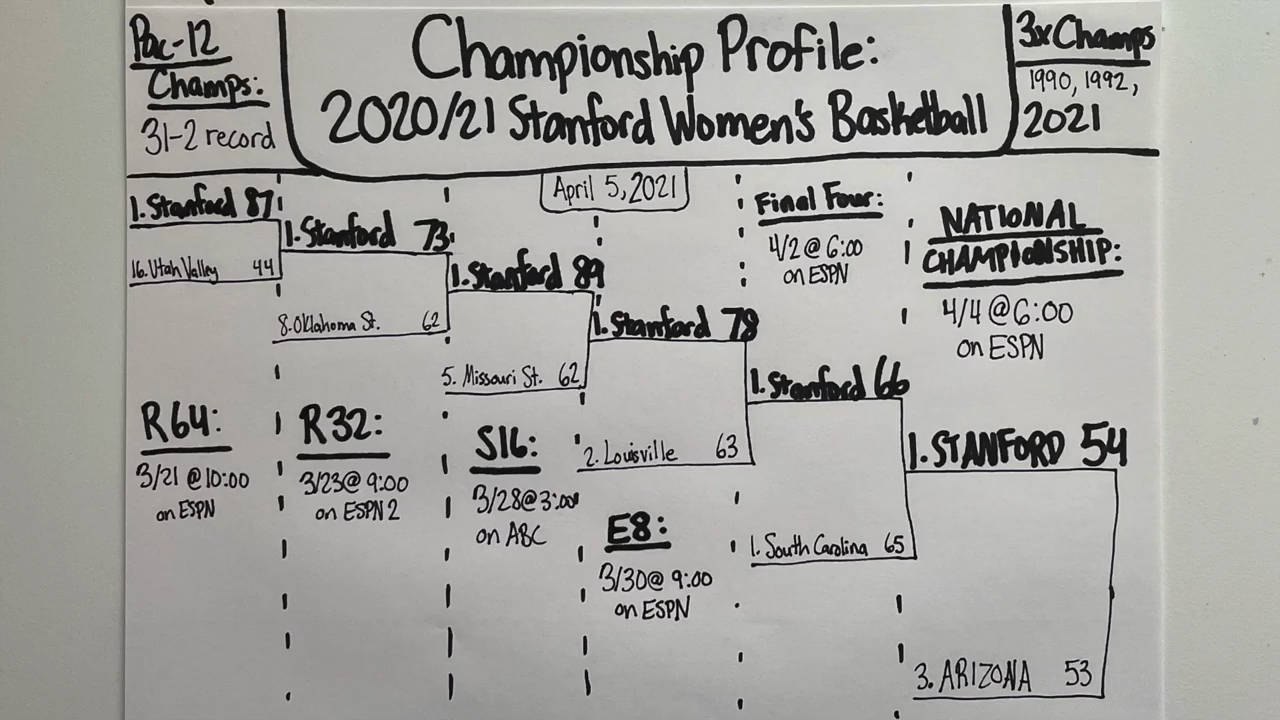 Pac-12
Champs:
31-2 record
Championship Profile:
2020/21 Stanford Women's Basketball
3x Champs
1990, 1992,
2021
April 5, 2021
1. Stanford 87
16. Utah Valley 44
R64:
3/21 @ 10:00
on ESPN
1. Stanford 73
8. Oklahoma St. 62
R32:
3/23 @ 9:00
on ESPN 2
1. Stanford 89
5. Missouri St. 62
S16:
3/28 @ 3:00
on ABC
1. Stanford 78
2. Louisville 63
E8:
3/30 @ 9:00
on ESPN
Final Four:
4/2 @ 6:00
on ESPN
1. Stanford 66
1. South Carolina 65
NATIONAL
CHAMPIONSHIP:
4/4 @ 6:00
on ESPN
1. STANFORD 54
3. ARIZONA 53